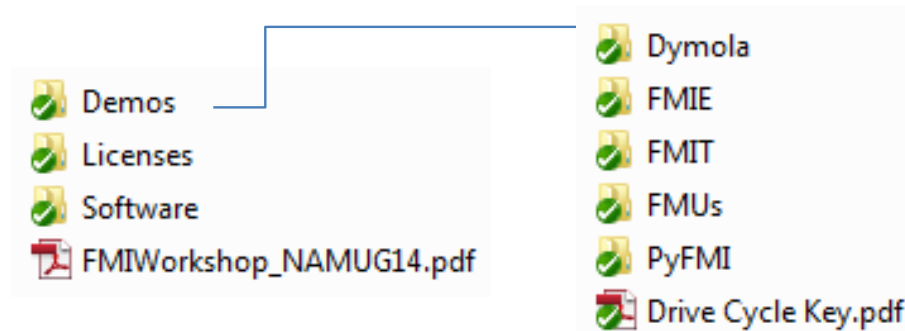 Demos
Licenses
Software
FMIWorkshop_NAMUG14.pdf
Dymola
FMIE
FMIT
FMUs
PyFMI
Drive Cycle Key.pdf